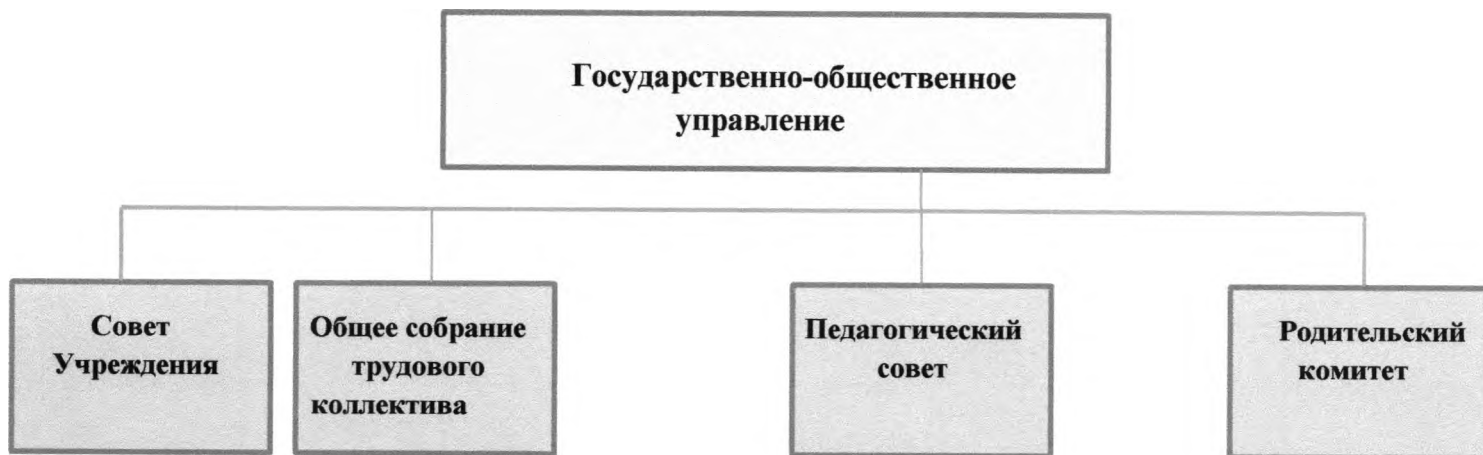 Государственно-общественное
управление
Совет
Учреждения
Общее собрание
трудового
коллектива
Педагогический
совет
Родительский
комитет